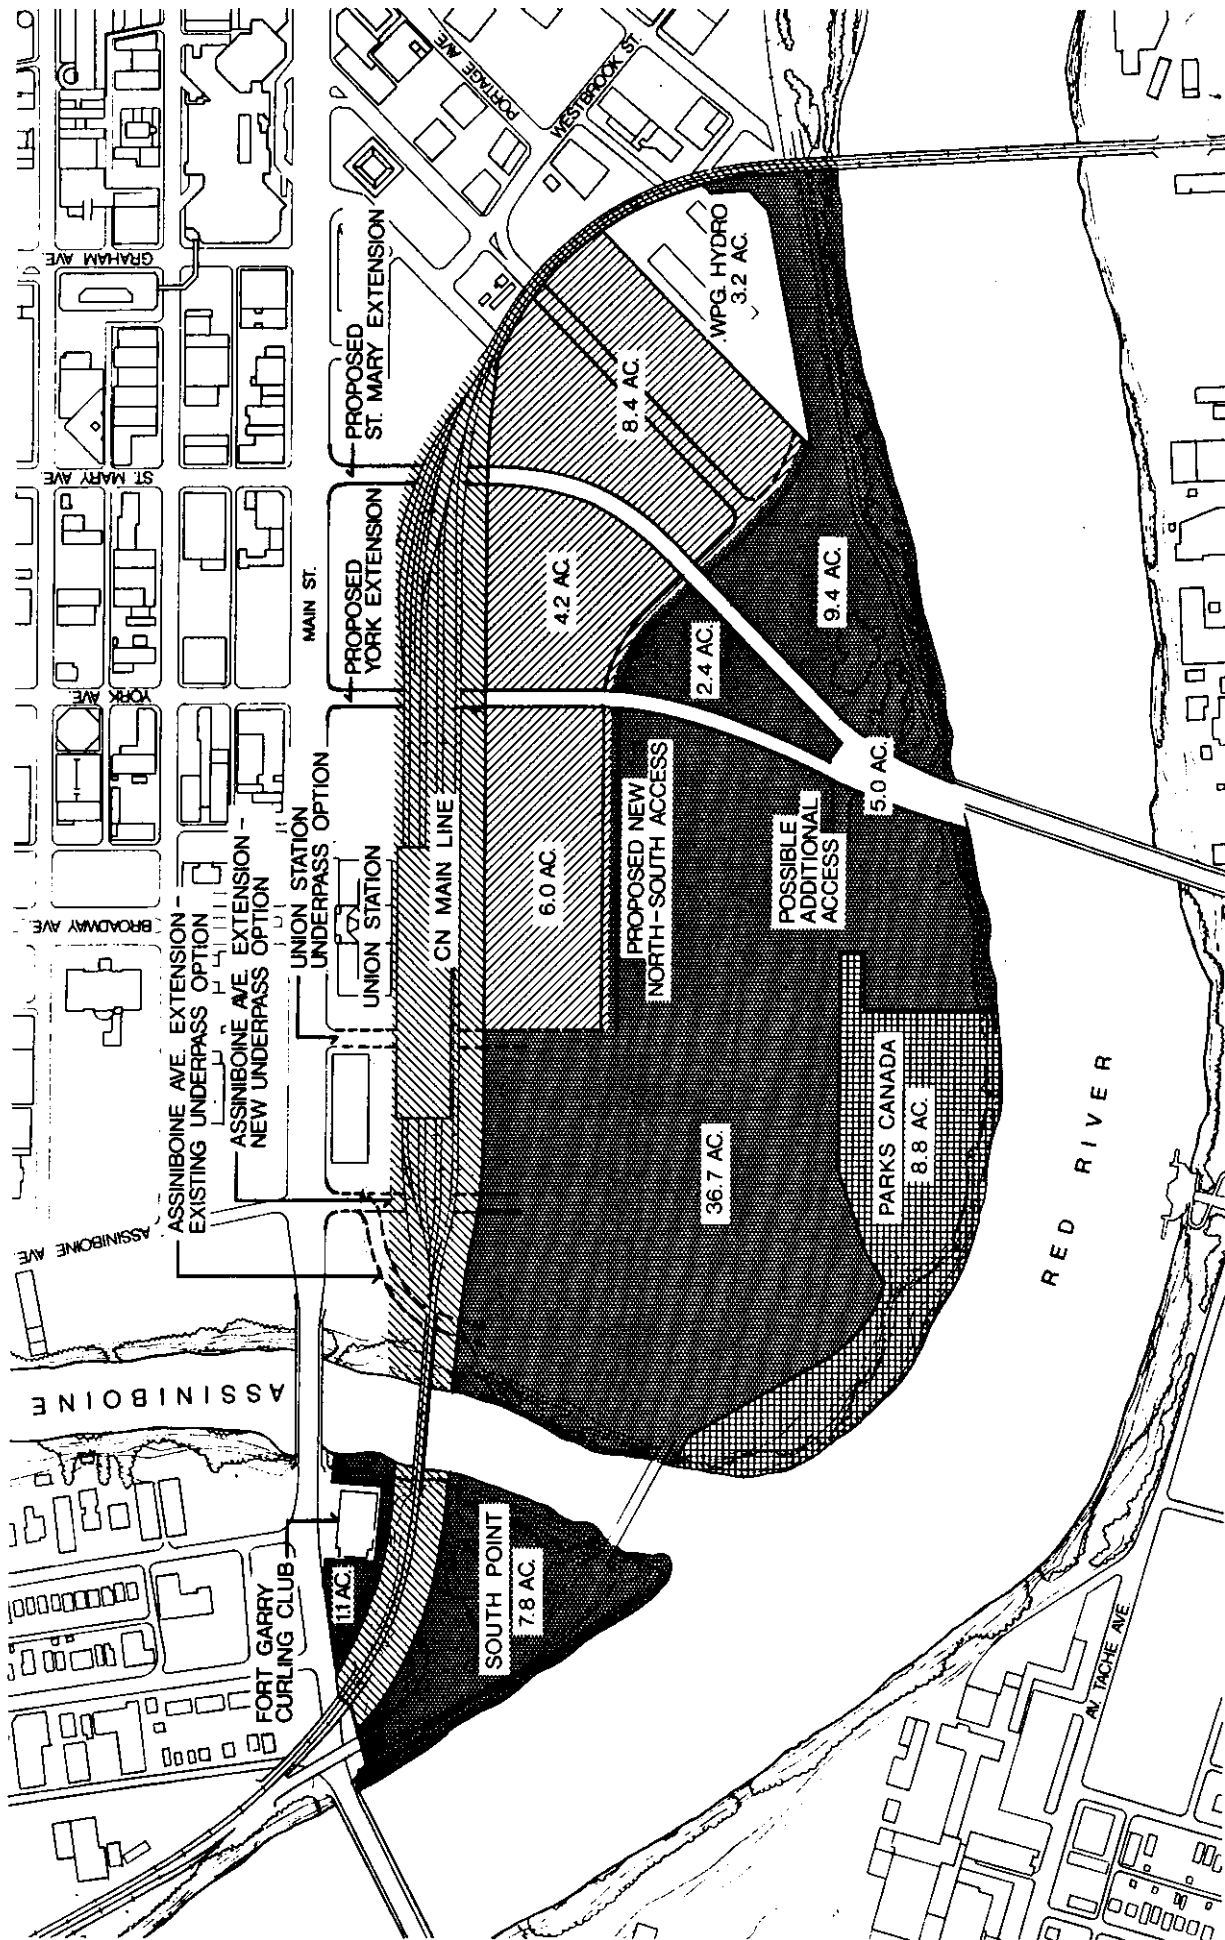 GRAHAM AVE
ST. MARY AVE.
YORK AVE.
BROADWAY AVE
ASSINIBOINE AVE
ASSINIBOINE
MAIN ST.
PORTAGE AVE.
WESTBROOK ST.
PROPOSED
ST. MARY EXTENSION
PROPOSED
YORK EXTENSION
UNION STATION
UNDERPASS OPTION
UNION STATION
ASSINIBOINE AVE. EXTENSION-
NEW UNDERPASS OPTION
ASSINIBOINE AVE. EXTENSION-
EXISTING UNDERPASS OPTION
CN MAIN LINE
WPG. HYDRO
3.2 AC.
8.4 AC.
4.2 AC.
6.0 AC.
2.4 AC.
9.4 AC.
5.0 AC.
PROPOSED NEW
NORTH-SOUTH ACCESS
POSSIBLE
ADDITIONAL
ACCESS
36.7 AC.
PARKS CANADA
8.8 AC.
RED RIVER
FORT GARRY
CURLING CLUB
1.1 AC.
SOUTH POINT
7.8 AC.
AV. TACHE AVE.